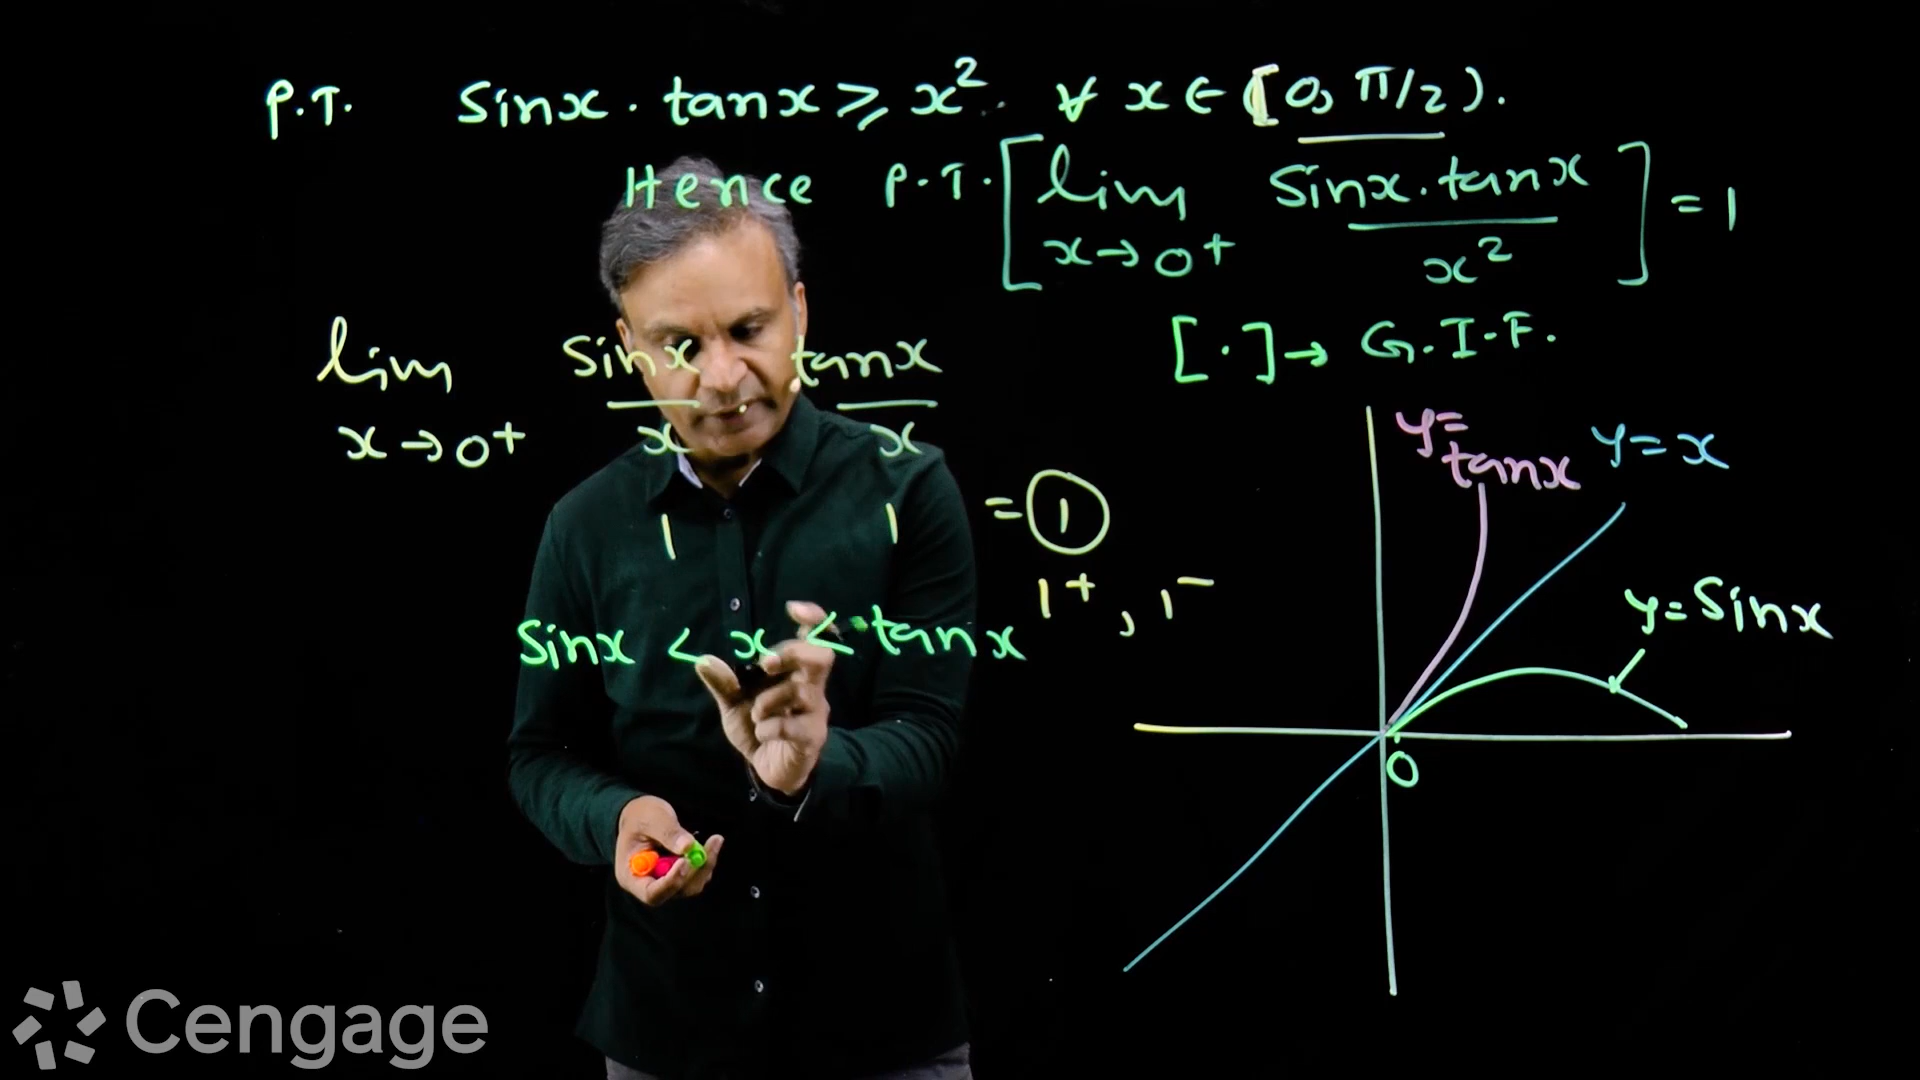 P.T. sinx . tanx ⩾ x² ∀ x ∈ [0, π/2).
Hence P.T. [lim x→0+ sinx.tanx / x²] = 1
[.] → G.I.F.
lim x→0+ sinx/x tanx/x
1 1 = 1
1⁺, 1⁻
sinx < x < tanx
y= tanx
y=x
y=sinx
0
Cengage